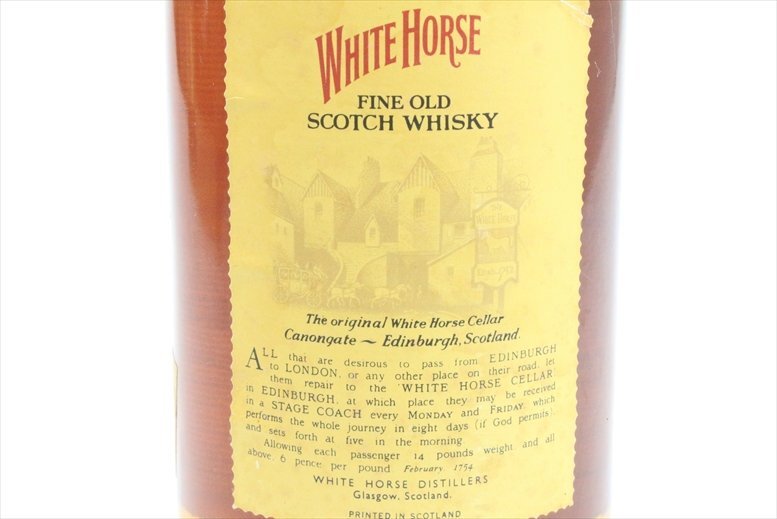 WHITE HORSE
FINE OLD
SCOTCH WHISKY
THE
WHITE HORSE
The original White Horse Cellar
Canongate ~ Edinburgh, Scotland.
ALL that are desirous to pass from EDINBURGH
to LONDON, or any other place on their road, let
them repair to the 'WHITE HORSE CELLAR'
in EDINBURGH, at which place they may be received
in a STAGE COACH every MONDAY and FRIDAY, which
performs the whole journey in eight days (if God permits),
and sets forth at five in the morning.
Allowing each passenger 14 pounds weight, and all
above, 6 pence per pound. February, 1754.
WHITE HORSE DISTILLERS
Glasgow, Scotland.
PRINTED IN SCOTLAND